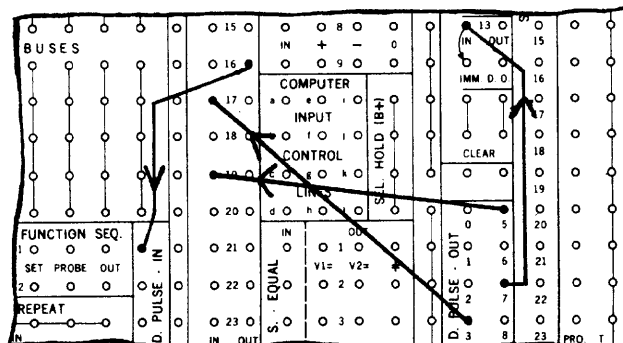 15 8 13 15
BUSES IN + − 0 IN OUT
16 9 IMM. D. O 16
COMPUTER
17 a e i 17
INPUT
18 f j 18
CONTROL CLEAR
19 c g k 19
LINES
20 d h l 0 5 20
SEL. HOLD (B+)
FUNCTION SEQ. IN OUT
1 21 1 1 6 21
SET PROBE OUT V1= V2= ≠
2 22 2 2 7 22
REPEAT
23 3 3 8 23
IN IN OUT
D. PULSE - IN
S. EQUAL
D. PULSE - OUT